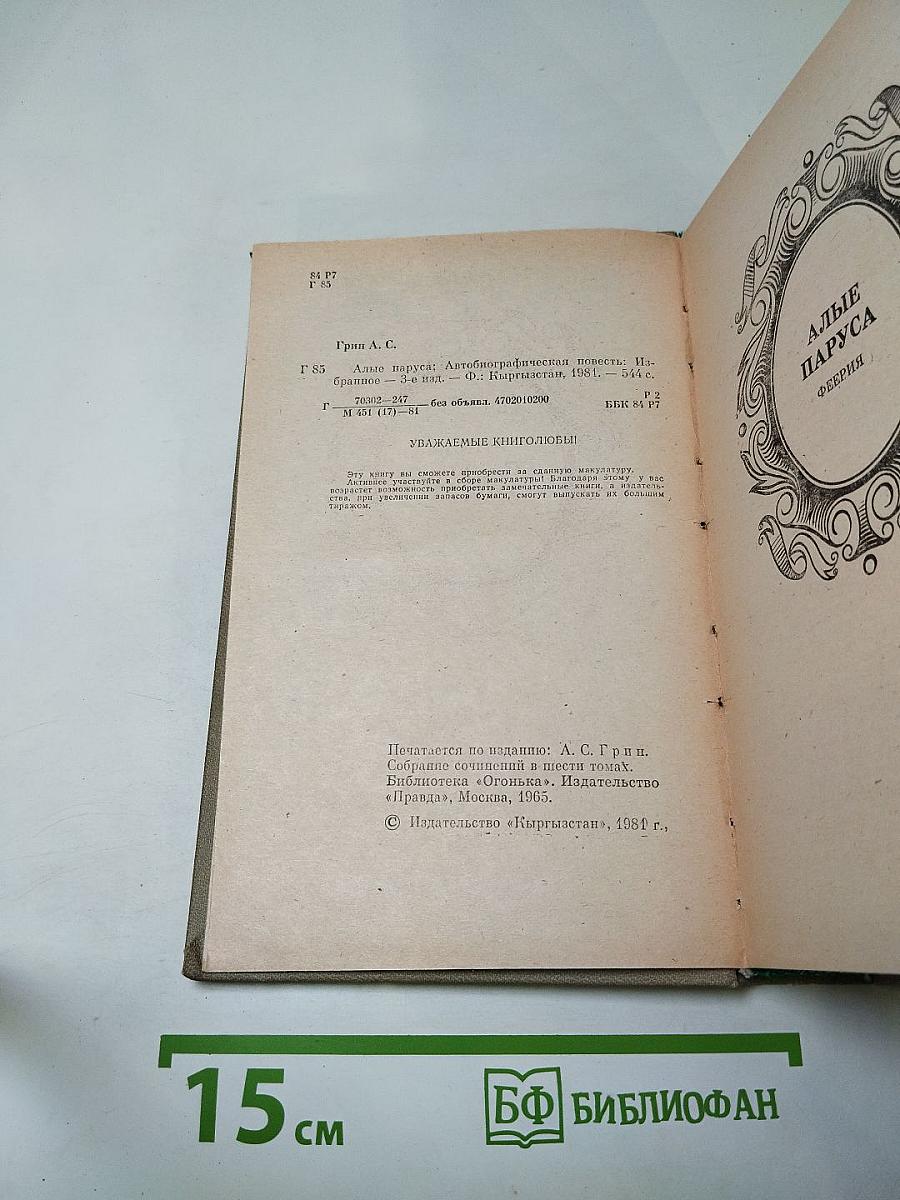 84 Р7
Г 85
Грин А. С.
Г 85 Алые паруса; Автобиографическая повесть: Из-
бранное — 3-е изд. — Ф.: Кыргызстан, 1981. — 544 с.
Г 70302—247 без объявл. 4702010200 Р 2
М 451 (17)—81 ББК 84 Р7
УВАЖАЕМЫЕ КНИГОЛЮБЫ!
Эту книгу вы сможете приобрести за сданную макулатуру.
Активнее участвуйте в сборе макулатуры! Благодаря этому у вас
возрастет возможность приобретать замечательные книги, а издатель-
ства, при увеличении запасов бумаги, смогут выпускать их большим
тиражом.
Печатается по изданию: А. С. Грин.
Собрание сочинений в шести томах.
Библиотека «Огонька». Издательство
«Правда», Москва, 1965.
© Издательство «Кыргызстан», 1981 г.,
АЛЫЕ
ПАРУСА
ФЕЕРИЯ
15 см
БФ БИБЛИОФАН